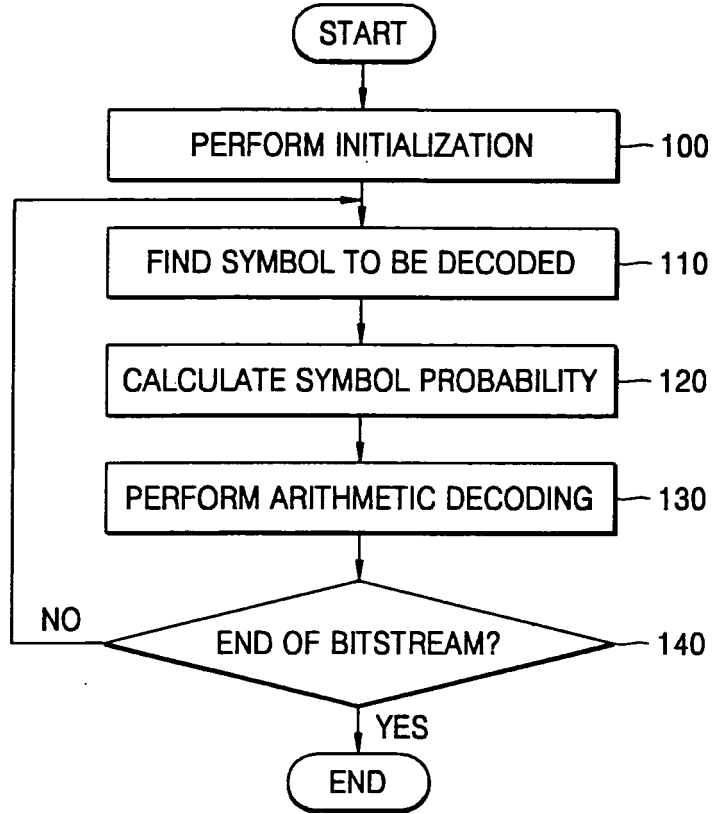 START
PERFORM INITIALIZATION
100
FIND SYMBOL TO BE DECODED
110
CALCULATE SYMBOL PROBABILITY
120
PERFORM ARITHMETIC DECODING
130
NO
END OF BITSTREAM?
140
YES
END